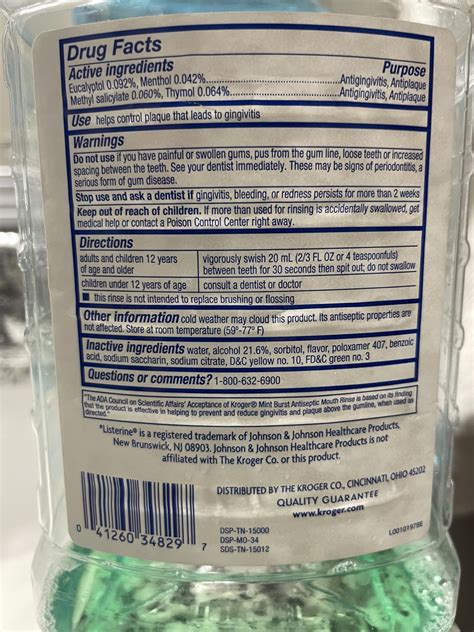 Drug Facts
Active ingredients Purpose
Eucalyptol 0.092%, Menthol 0.042%....Antigingivitis, Antiplaque
Methyl salicylate 0.060%, Thymol 0.064%....Antigingivitis, Antiplaque
Use helps control plaque that leads to gingivitis
Warnings
Do not use if you have painful or swollen gums, pus from the gum line, loose teeth or increased
spacing between the teeth. See your dentist immediately. These may be signs of periodontitis, a
serious form of gum disease.
Stop use and ask a dentist if gingivitis, bleeding, or redness persists for more than 2 weeks
Keep out of reach of children. If more than used for rinsing is accidentally swallowed, get
medical help or contact a Poison Control Center right away.
Directions
adults and children 12 years
of age and older
vigorously swish 20 mL (2/3 FL OZ or 4 teaspoonfuls)
between teeth for 30 seconds then spit out; do not swallow
children under 12 years of age
consult a dentist or doctor
■ this rinse is not intended to replace brushing or flossing
Other information cold weather may cloud this product. Its antiseptic properties are
not affected. Store at room temperature (59º-77º F)
Inactive ingredients water, alcohol 21.6%, sorbitol, flavor, poloxamer 407, benzoic
acid, sodium saccharin, sodium citrate, D&C yellow no. 10, FD&C green no. 3
Questions or comments? 1-800-632-6900
"The ADA Council on Scientific Affairs' Acceptance of Kroger® Mint Burst Antiseptic Mouth Rinse is based on its finding
that the product is effective in helping to prevent and reduce gingivitis and plaque above the gumline, when used as
directed."
*Listerine® is a registered trademark of Johnson & Johnson Healthcare Products,
New Brunswick, NJ 08903. Johnson & Johnson Healthcare Products is not
affiliated with The Kroger Co. or this product.
DISTRIBUTED BY THE KROGER CO., CINCINNATI, OHIO 45202
QUALITY GUARANTEE
www.kroger.com
0 41260 34829 7
DSP-TN-15000
DSP-MO-34
SDS-TN-15012